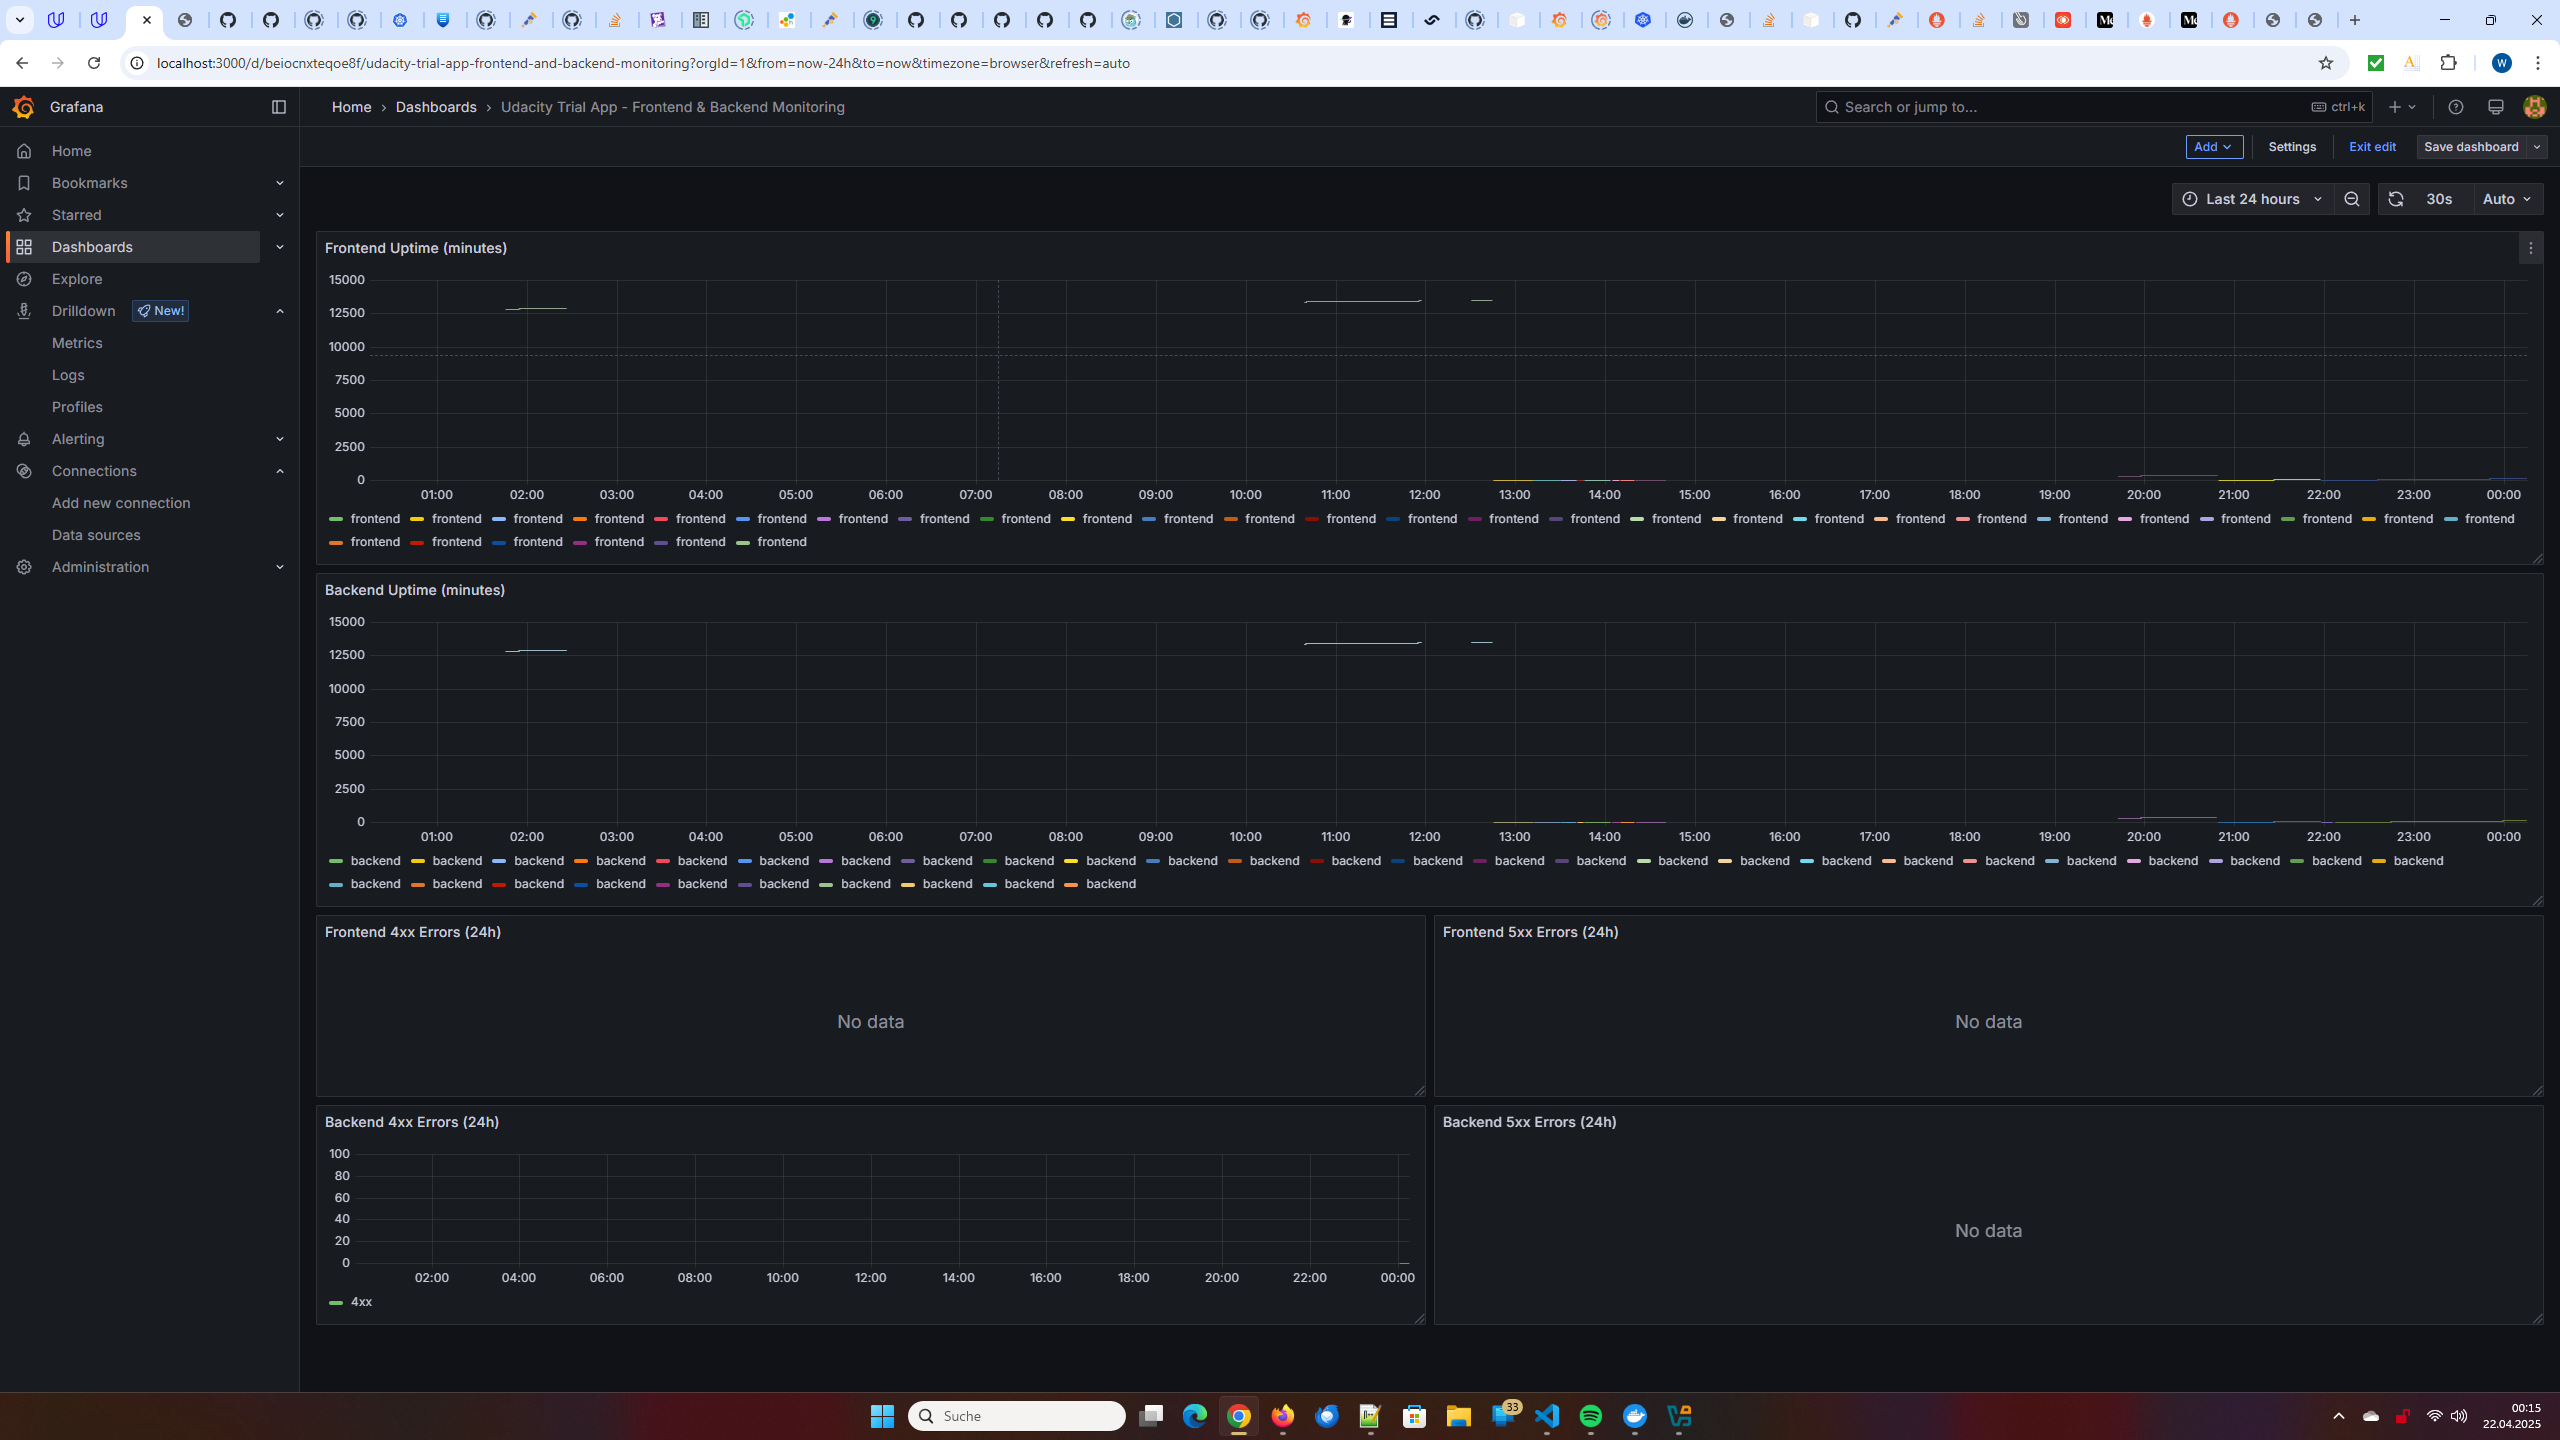 localhost:3000/d/beiocnxteqoe8f/udacity-trial-app-frontend-and-backend-monitoring?orgId=1&from=now-24h&to=now&timezone=browser&refresh=auto
W
Grafana
Home › Dashboards › Udacity Trial App - Frontend & Backend Monitoring
Search or jump to...
ctrl+k
Add
Settings
Exit edit
Save dashboard
Last 24 hours
30s
Auto
Home
Bookmarks
Starred
Dashboards
Explore
Drilldown
New!
Metrics
Logs
Profiles
Alerting
Connections
Add new connection
Data sources
Administration
Frontend Uptime (minutes)
15000
12500
10000
7500
5000
2500
0
01:00 02:00 03:00 04:00 05:00 06:00 07:00 08:00 09:00 10:00 11:00 12:00 13:00 14:00 15:00 16:00 17:00 18:00 19:00 20:00 21:00 22:00 23:00 00:00
frontend frontend frontend frontend frontend frontend frontend frontend frontend frontend frontend frontend frontend frontend frontend frontend frontend frontend frontend frontend frontend frontend frontend frontend frontend frontend frontend
frontend frontend frontend frontend frontend frontend
Backend Uptime (minutes)
15000
12500
10000
7500
5000
2500
0
01:00 02:00 03:00 04:00 05:00 06:00 07:00 08:00 09:00 10:00 11:00 12:00 13:00 14:00 15:00 16:00 17:00 18:00 19:00 20:00 21:00 22:00 23:00 00:00
backend backend backend backend backend backend backend backend backend backend backend backend backend backend backend backend backend backend backend backend backend backend backend backend backend backend
backend backend backend backend backend backend backend backend backend backend
Frontend 4xx Errors (24h)
No data
Frontend 5xx Errors (24h)
No data
Backend 4xx Errors (24h)
100
80
60
40
20
0
02:00 04:00 06:00 08:00 10:00 12:00 14:00 16:00 18:00 20:00 22:00 00:00
4xx
Backend 5xx Errors (24h)
No data
Suche
33
00:15
22.04.2025